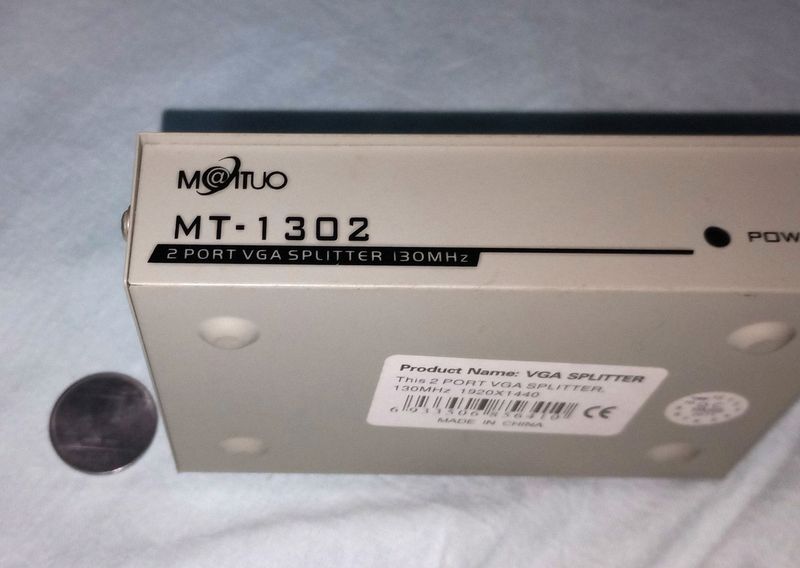 M@ITUO
MT-1302
2 PORT VGA SPLITTER 130MHz
POW
Product Name: VGA SPLITTER
This 2 PORT VGA SPLITTER,
130MHz 1920X1440
CE
MADE IN CHINA